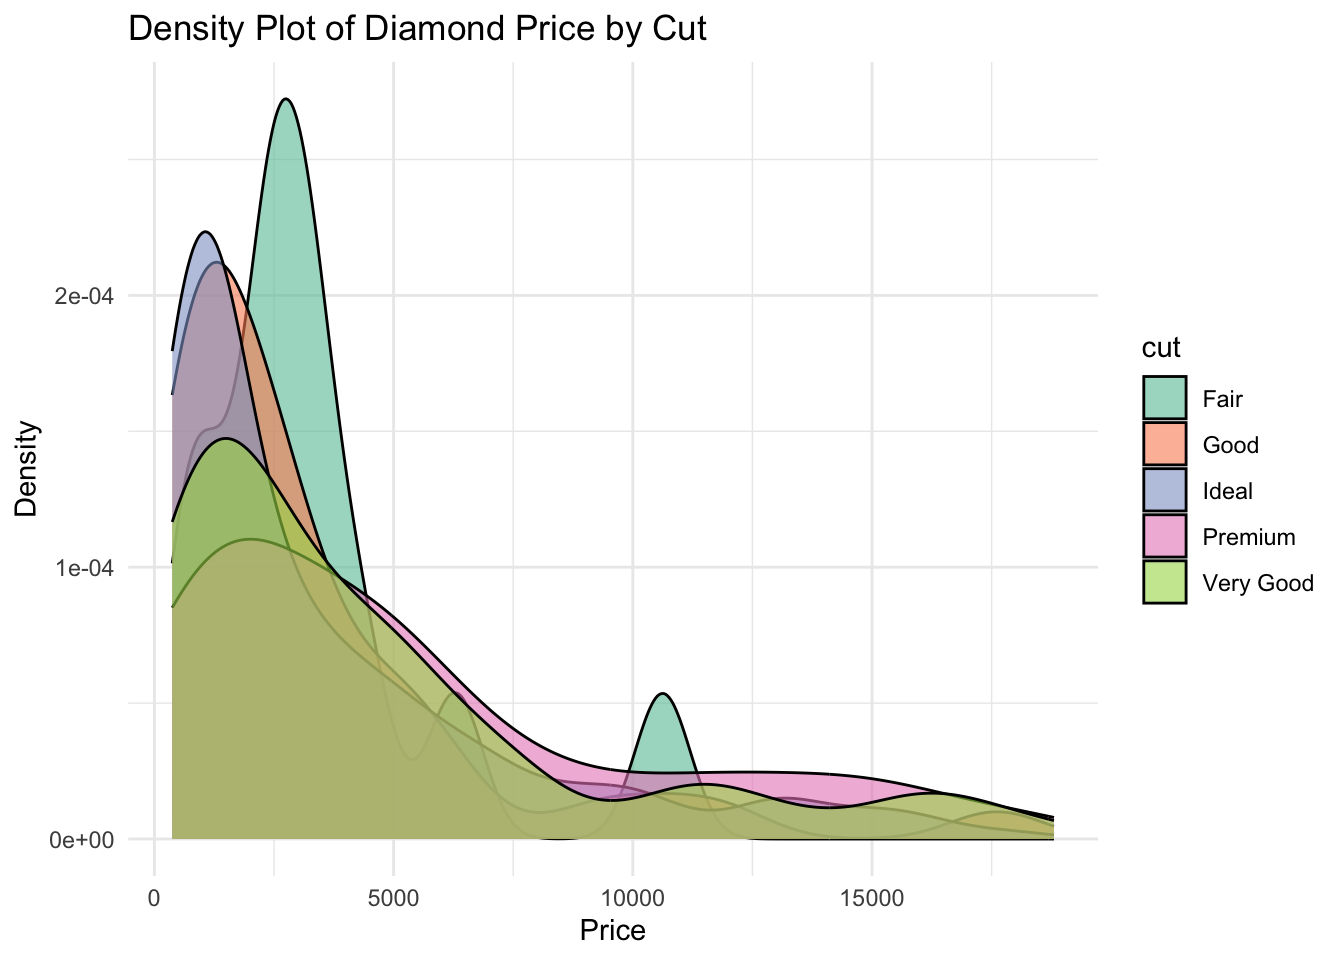 Density Plot of Diamond Price by Cut
Density
2e-04
1e-04
0e+00
0
5000
10000
15000
Price
cut
Fair
Good
Ideal
Premium
Very Good